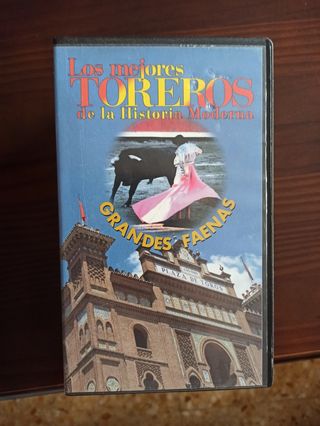 Los mejores
TOREROS
de la Historia Moderna
GRANDES FAENAS
PLAZA DE TOROS